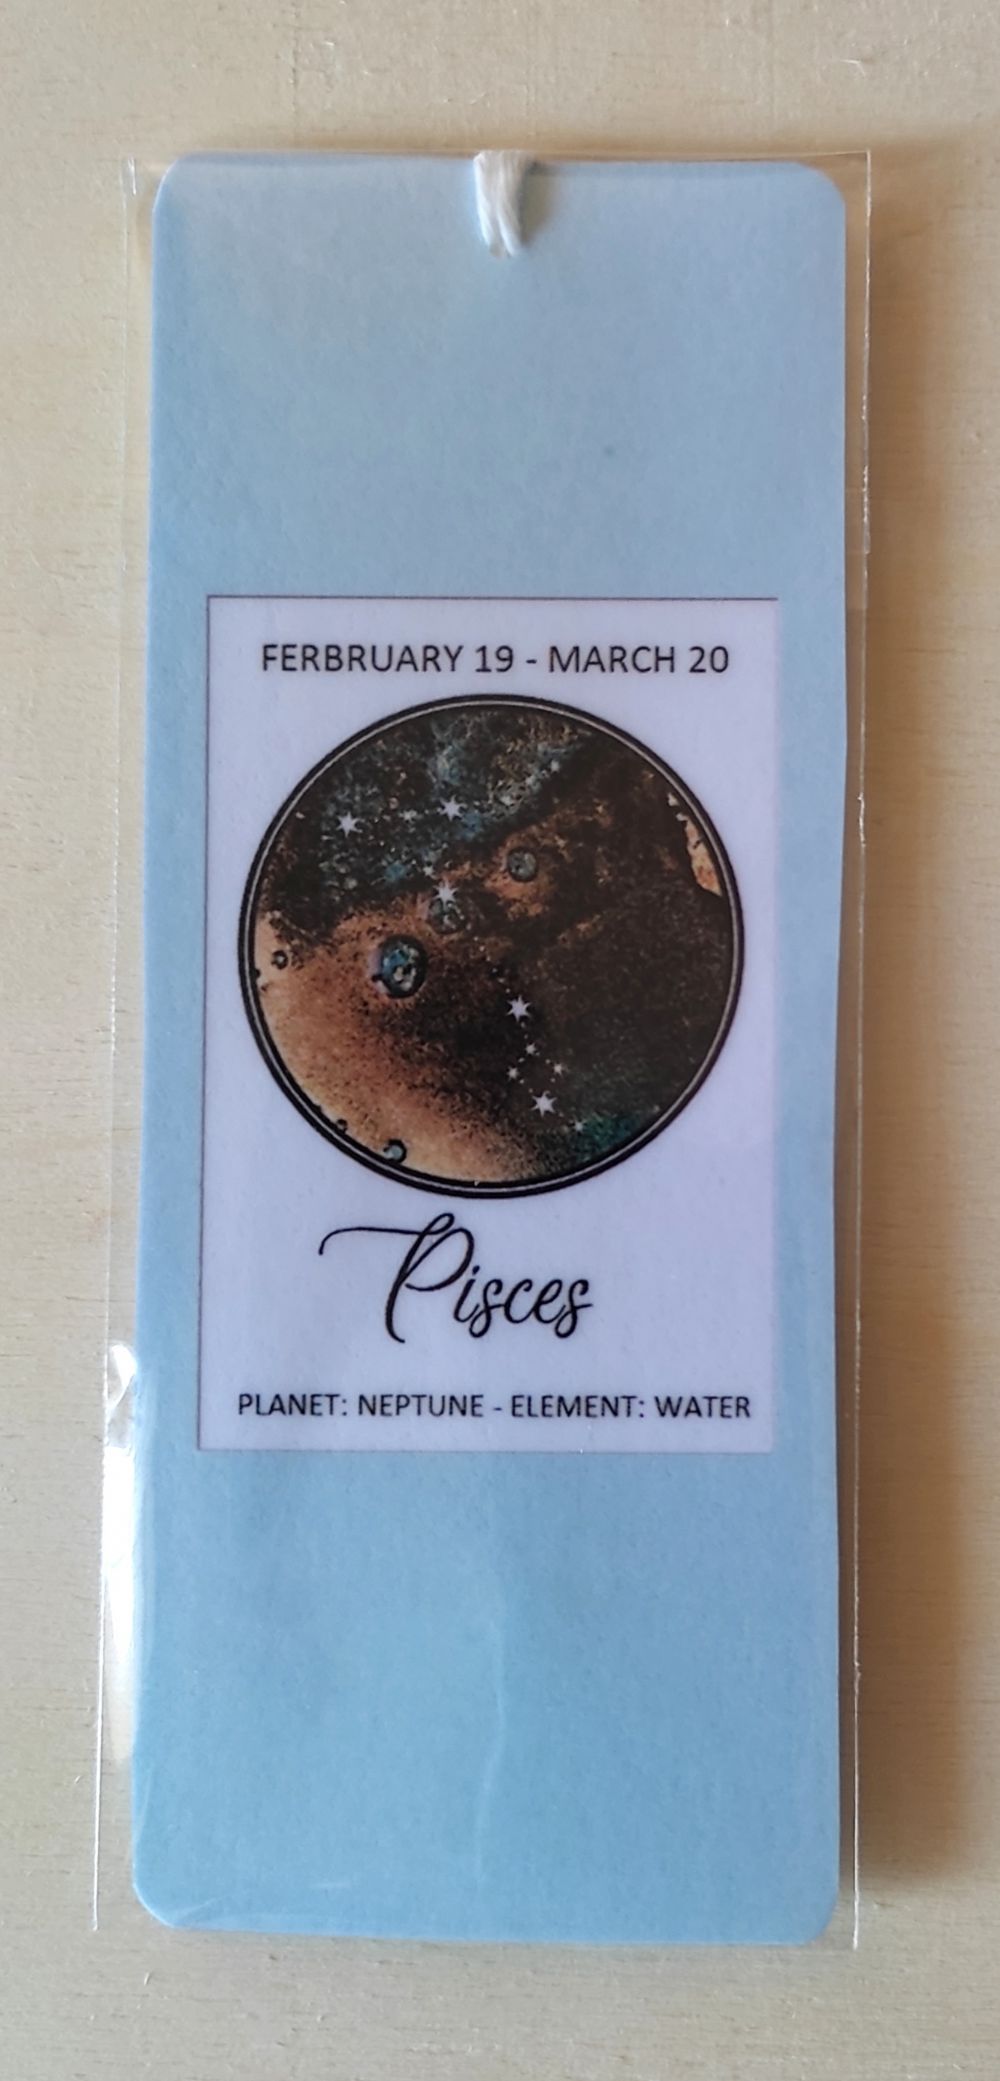 FERBRUARY 19 - MARCH 20
Pisces
PLANET: NEPTUNE - ELEMENT: WATER